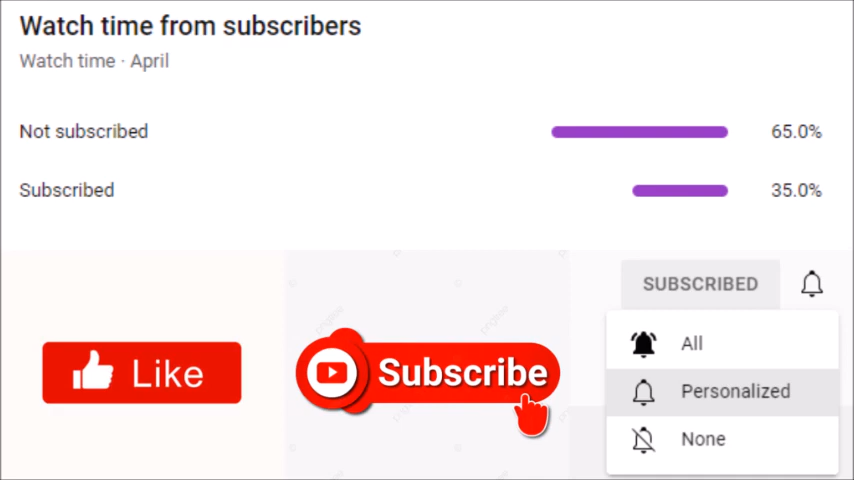 Watch time from subscribers
Watch time · April
Not subscribed 65.0%
Subscribed 35.0%
SUBSCRIBED
Like
Subscribe
All
Personalized
None